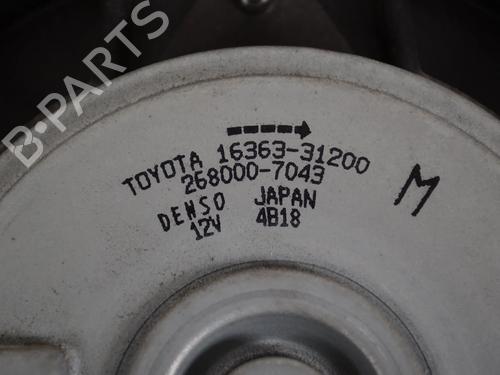 B-Parts
TOYOTA 16363-31200
268000-7043
DENSO JAPAN
12V 4B18
M